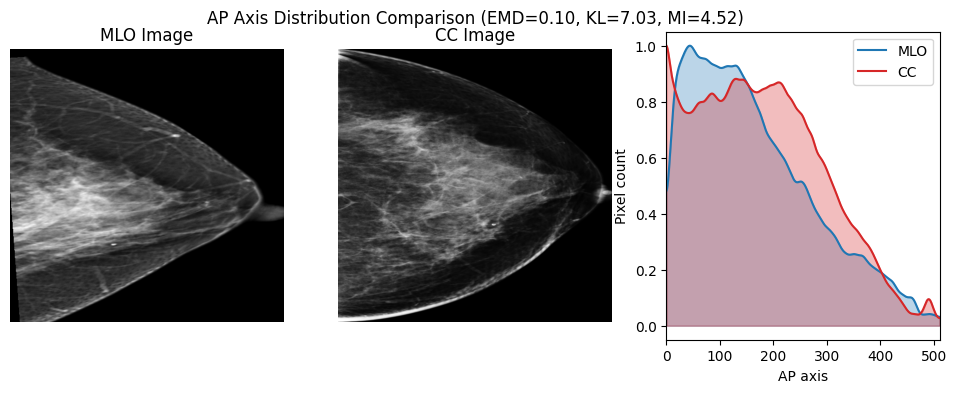 AP Axis Distribution Comparison (EMD=0.10, KL=7.03, MI=4.52)
MLO Image
CC Image
MLO
CC
Pixel count
1.0
0.8
0.6
0.4
0.2
0.0
0 100 200 300 400 500
AP axis